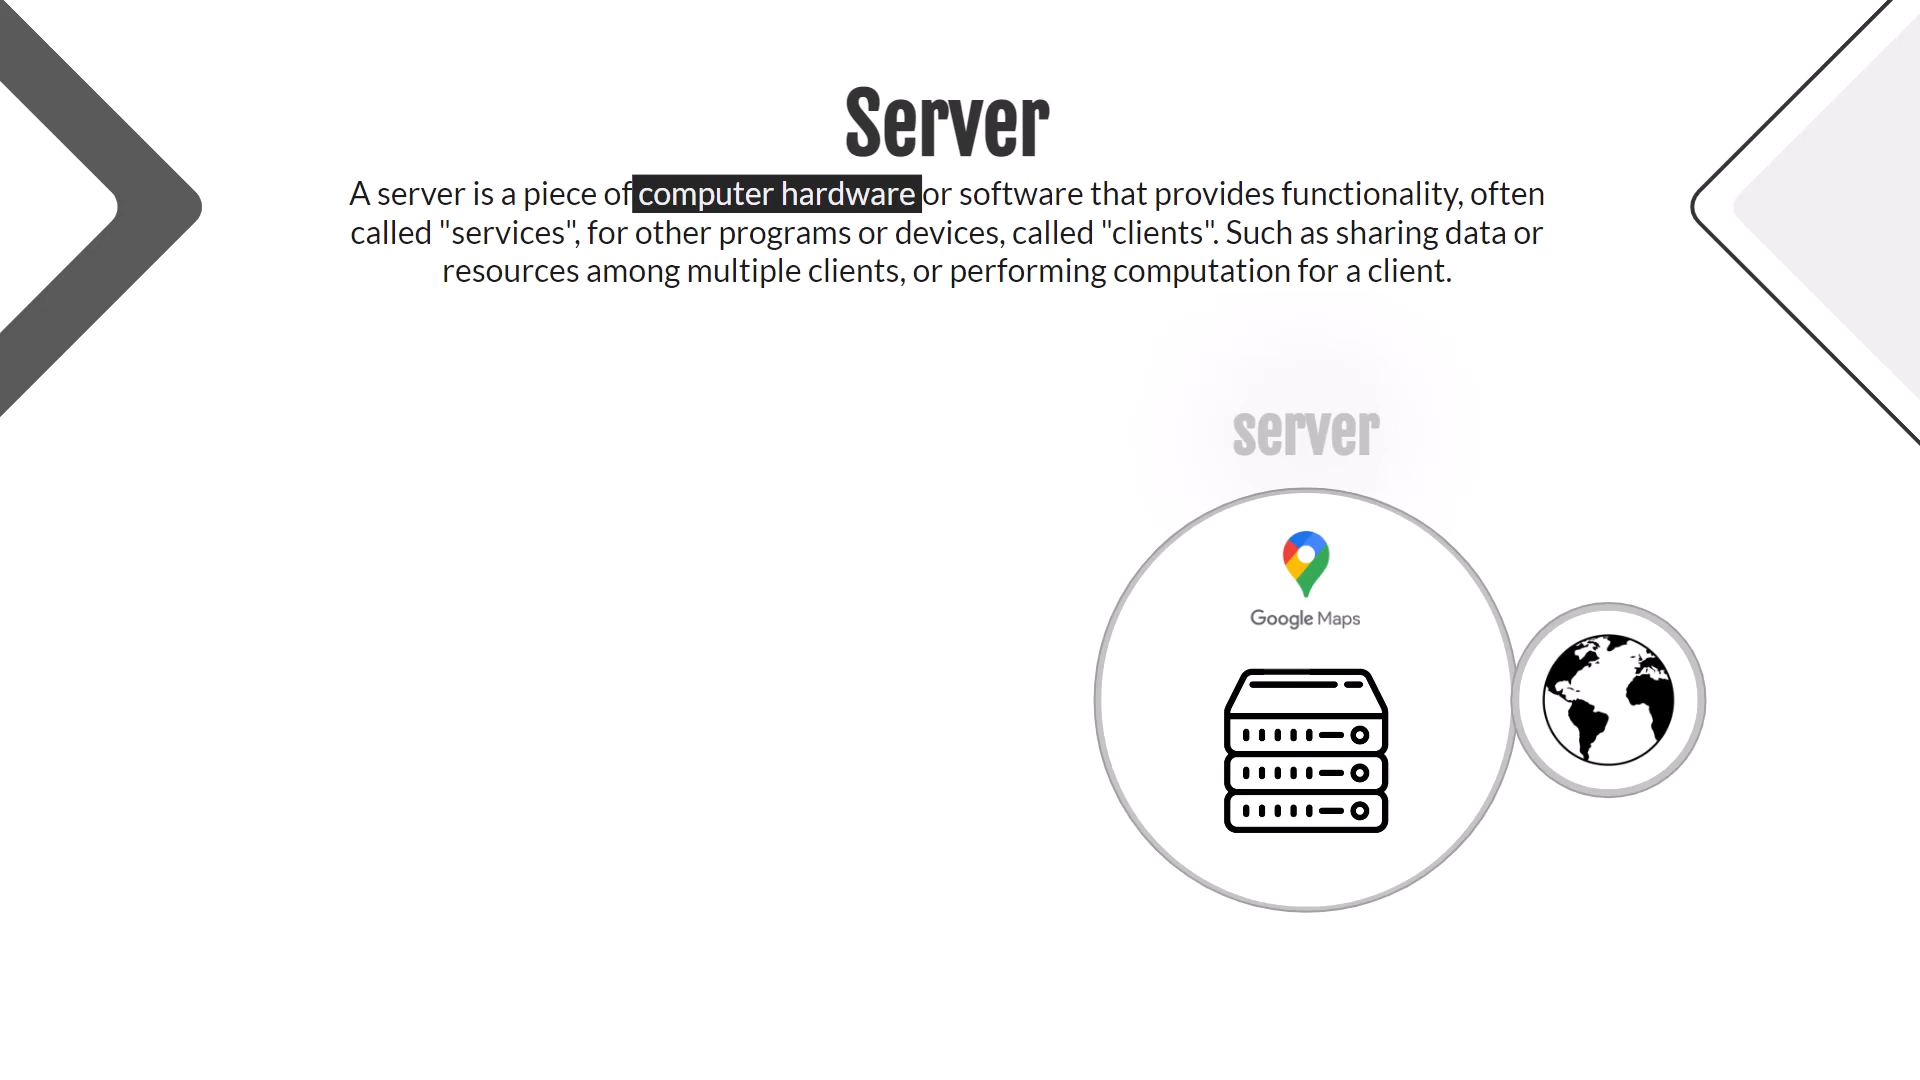 Server
A server is a piece of computer hardware or software that provides functionality, often
called "services", for other programs or devices, called "clients". Such as sharing data or
resources among multiple clients, or performing computation for a client.
server
Google Maps